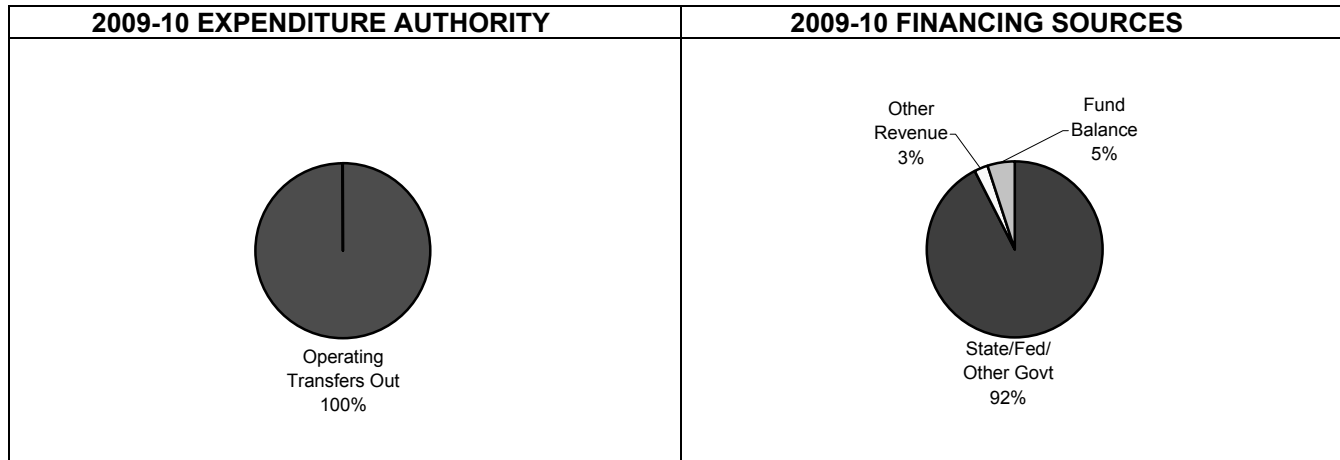 2009-10 EXPENDITURE AUTHORITY
2009-10 FINANCING SOURCES
Operating
Transfers Out
100%
Other
Revenue
3%
Fund
Balance
5%
State/Fed/
Other Govt
92%